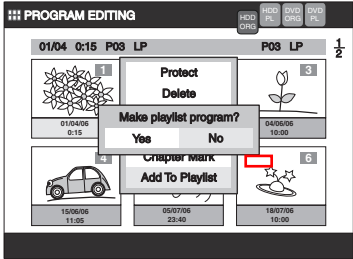 PROGRAM EDITING
HDD ORG
HDD PL
DVD ORG
DVD PL
01/04 0:15 P03 LP P03 LP 1/2
1
Protect
3
Delete
Make playlist program?
01/04/06
0:15
04/06/06
10:00
Yes No
4
Chapter Mark
6
Add To Playlist
15/06/06
11:05
05/07/06
23:40
18/07/06
10:00